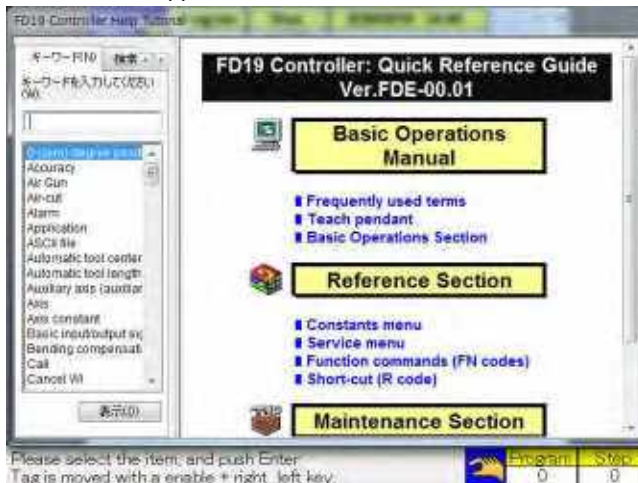 FD19 Controller Help Tutorial
キーワード(N) 検索
キーワードを入力してください
(W):
Accuracy
Air Gun
Air-cut
Alarm
Application
ASCII file
Automatic tool center
Automatic tool length
Auxiliary axis (auxiliar
Axis
Axis constant
Basic input/output sig
Bending compensati
Call
Cancel WI
表示(D)
FD19 Controller: Quick Reference Guide
Ver.FDE-00.01
Basic Operations
Manual
Frequently used terms
Teach pendant
Basic Operations Section
Reference Section
Constants menu
Service menu
Function commands (FN codes)
Short-cut (R code)
Maintenance Section
Please select the item, and push Enter
Tag is moved with a enable + right, left key.
Program Step
0 0